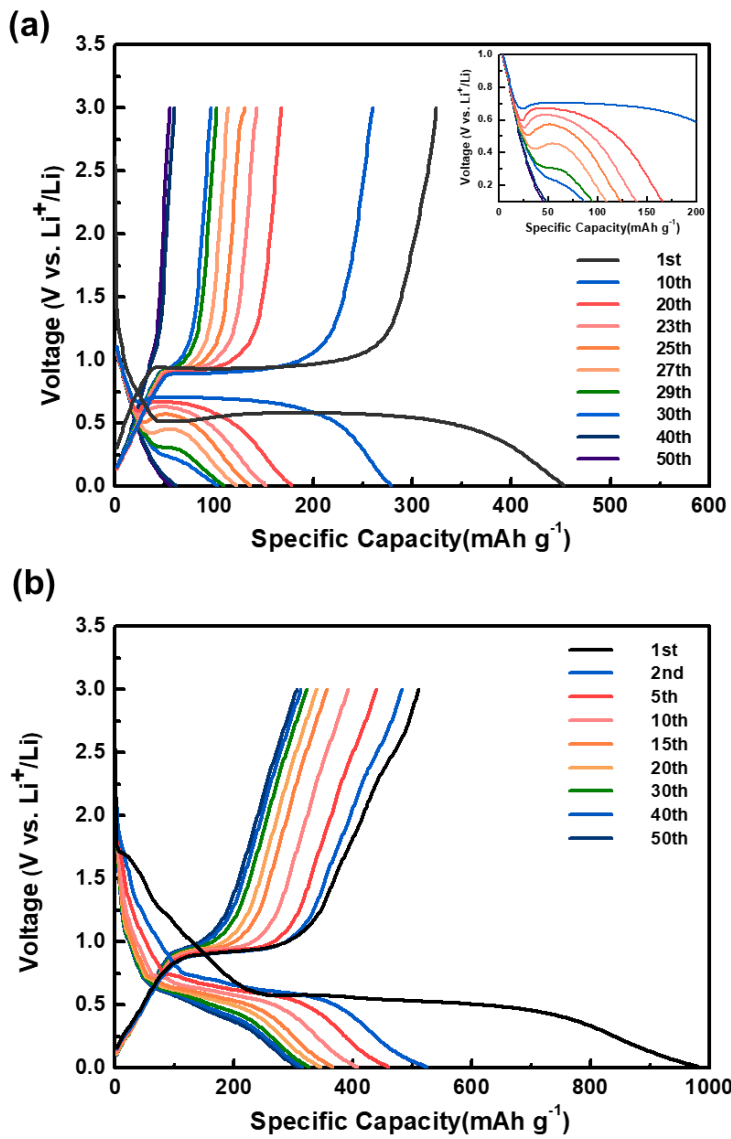 (a)
3.5
3.0
2.5
2.0
1.5
1.0
0.5
0.0
Voltage (V vs. Li⁺/Li)
0
100
200
300
400
500
600
Specific Capacity(mAh g⁻¹)
1.0
0.8
0.6
0.4
0.2
Voltage (V vs. Li⁺/Li)
0
50
100
150
200
Specific Capacity(mAh g⁻¹)
1st
10th
20th
23th
25th
27th
29th
30th
40th
50th
(b)
3.5
3.0
2.5
2.0
1.5
1.0
0.5
0.0
Voltage (V vs. Li⁺/Li)
0
200
400
600
800
1000
Specific Capacity(mAh g⁻¹)
1st
2nd
5th
10th
15th
20th
30th
40th
50th